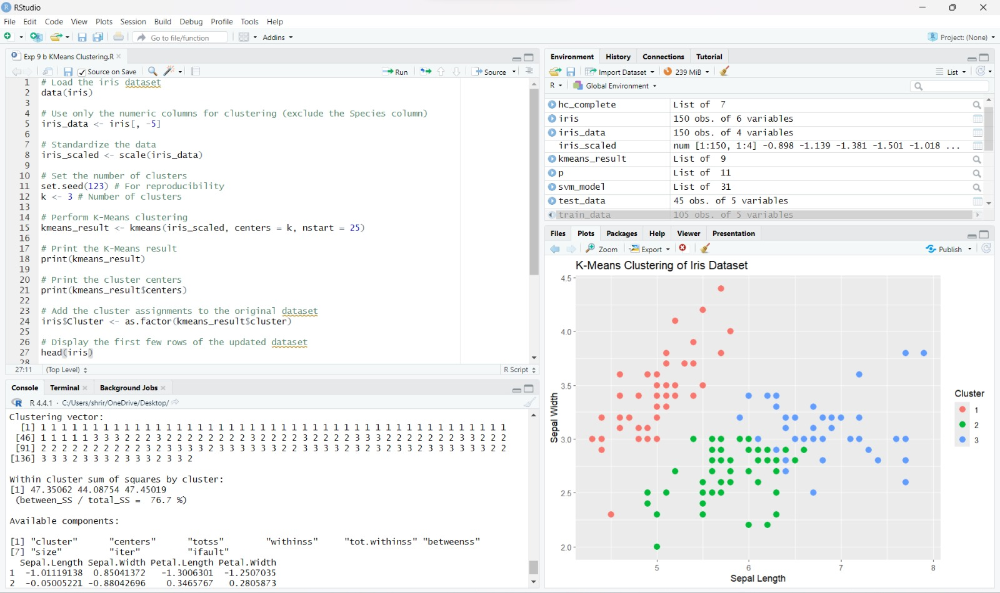 RStudio
File Edit Code View Plots Session Build Debug Profile Tools Help
Go to file/function Addins Project: (None)
Exp 9 b KMeans Clustering.R
Source on Save Run Source
1 # Load the iris dataset
2 data(iris)
3
4 # Use only the numeric columns for clustering (exclude the Species column)
5 iris_data <- iris[, -5]
6
7 # Standardize the data
8 iris_scaled <- scale(iris_data)
9
10 # Set the number of clusters
11 set.seed(123) # For reproducibility
12 k <- 3 # Number of clusters
13
14 # Perform K-Means clustering
15 kmeans_result <- kmeans(iris_scaled, centers = k, nstart = 25)
16
17 # Print the K-Means result
18 print(kmeans_result)
19
20 # Print the cluster centers
21 print(kmeans_result$centers)
22
23 # Add the cluster assignments to the original dataset
24 iris$Cluster <- as.factor(kmeans_result$cluster)
25
26 # Display the first few rows of the updated dataset
27 head(iris)
28
27:11 (Top Level) R Script
Console Terminal Background Jobs
R 4.4.1 · C:/Users/shrir/OneDrive/Desktop/
Clustering vector:
[1] 1 1 1 1 1 1 1 1 1 1 1 1 1 1 1 1 1 1 1 1 1 1 1 1 1 1 1 1 1 1 1 1 1 1 1 1 1 1 1 1 1 1 1 1 1
[46] 1 1 1 1 1 3 3 3 2 2 2 3 2 2 2 2 2 2 2 2 3 2 2 2 2 3 2 2 2 2 3 3 3 2 2 2 2 2 2 2 3 3 2 2 2
[91] 2 2 2 2 2 2 2 2 2 2 3 2 3 3 3 3 2 3 3 3 3 3 3 2 2 3 3 3 3 2 3 2 3 2 3 3 2 3 3 3 3 3 3 2 2
[136] 3 3 3 2 3 3 3 2 3 3 3 2 3 3 2
Within cluster sum of squares by cluster:
[1] 47.35062 44.08754 47.45019
(between_SS / total_SS = 76.7 %)
Available components:
[1] "cluster" "centers" "totss" "withinss" "tot.withinss" "betweenss"
[7] "size" "iter" "ifault"
Sepal.Length Sepal.Width Petal.Length Petal.Width
1 -1.01119138 0.85041372 -1.3006301 -1.2507035
2 -0.05005221 -0.88042696 0.3465767 0.2805873
Environment History Connections Tutorial
Import Dataset 239 MiB List
R Global Environment
hc_complete List of 7
iris 150 obs. of 6 variables
iris_data 150 obs. of 4 variables
iris_scaled num [1:150, 1:4] -0.898 -1.139 -1.381 -1.501 -1.018 ...
kmeans_result List of 9
p List of 11
svm_model List of 31
test_data 45 obs. of 5 variables
train_data 105 obs. of 5 variables
Files Plots Packages Help Viewer Presentation
Zoom Export Publish
K-Means Clustering of Iris Dataset
4.5
4.0
3.5
3.0
2.5
2.0
Sepal Width
5 6 7 8
Sepal Length
Cluster
1
2
3